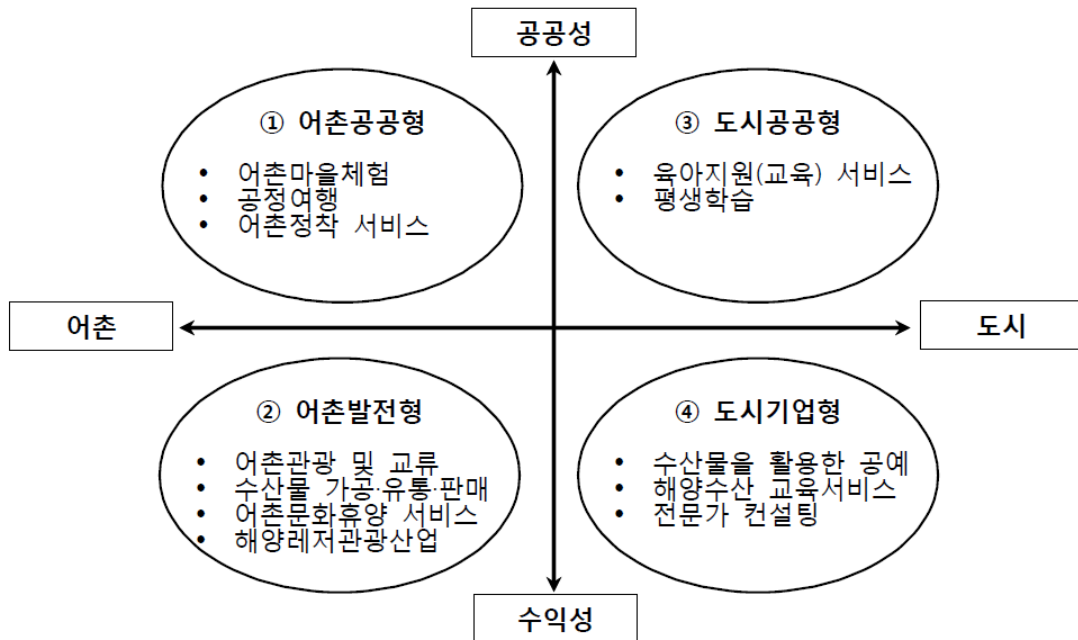 공공성
① 어촌공공형
• 어촌마을체험
• 공정여행
• 어촌정착 서비스
③ 도시공공형
• 육아지원(교육) 서비스
• 평생학습
어촌
도시
② 어촌발전형
• 어촌관광 및 교류
• 수산물 가공·유통·판매
• 어촌문화휴양 서비스
• 해양레저관광산업
④ 도시기업형
• 수산물을 활용한 공예
• 해양수산 교육서비스
• 전문가 컨설팅
수익성